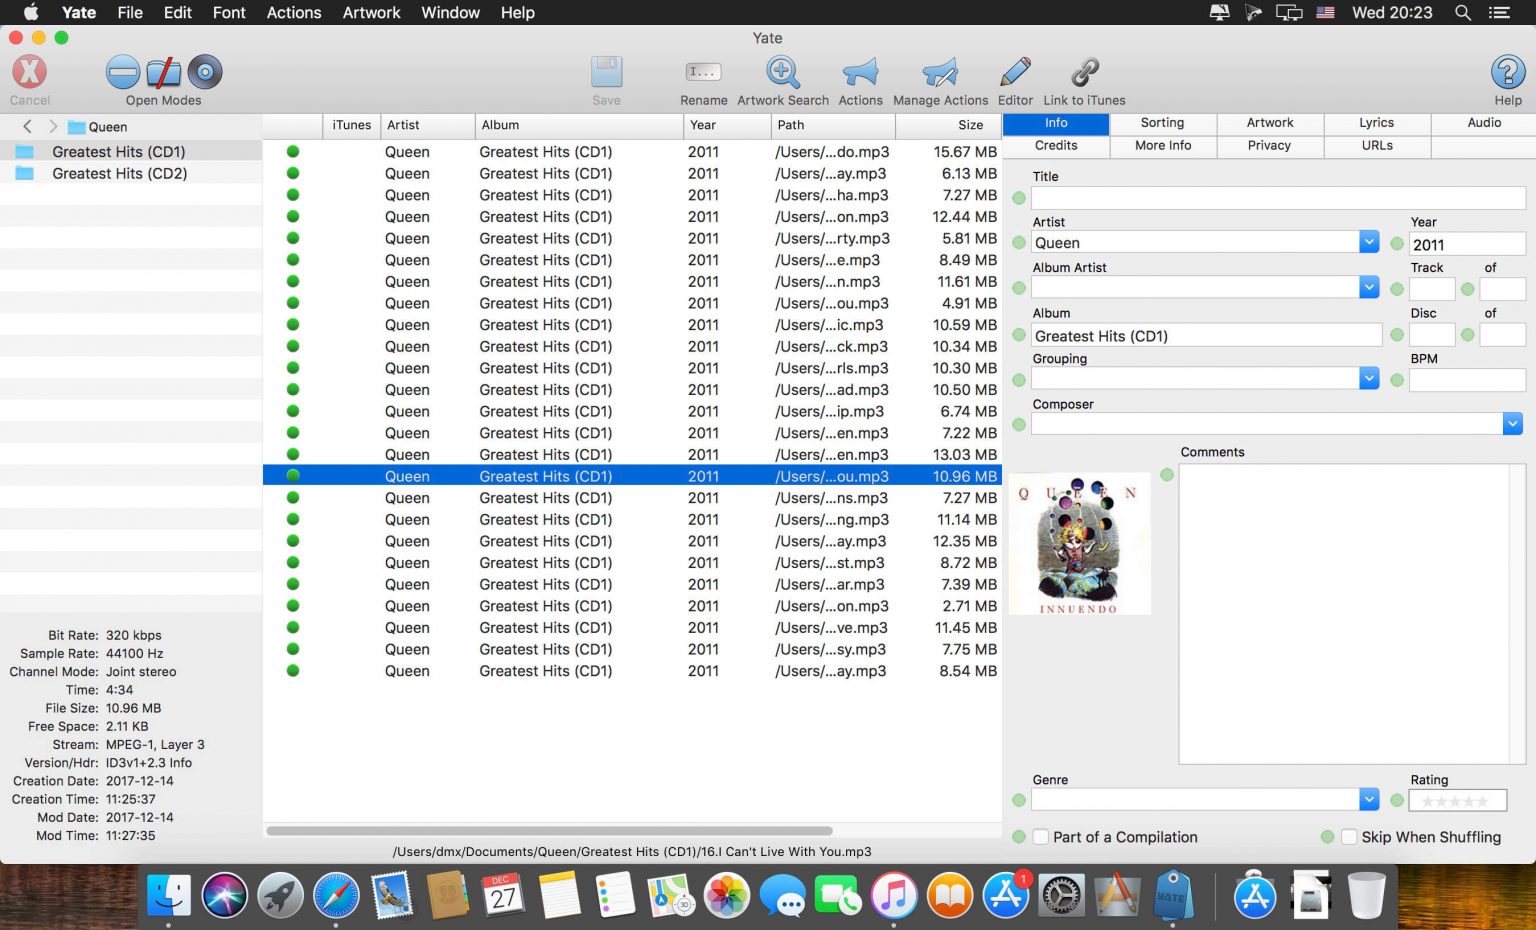 Yate File Edit Font Actions Artwork Window Help Wed 20:23
Yate
Cancel Open Modes Save I... Rename Artwork Search Actions Manage Actions Editor Link to iTunes Help
Queen
Greatest Hits (CD1)
Greatest Hits (CD2)
iTunes Artist Album Year Path Size
Queen Greatest Hits (CD1) 2011 /Users/...do.mp3 15.67 MB
Queen Greatest Hits (CD1) 2011 /Users/...ay.mp3 6.13 MB
Queen Greatest Hits (CD1) 2011 /Users/...ha.mp3 7.27 MB
Queen Greatest Hits (CD1) 2011 /Users/...on.mp3 12.44 MB
Queen Greatest Hits (CD1) 2011 /Users/...rty.mp3 5.81 MB
Queen Greatest Hits (CD1) 2011 /Users/...e.mp3 8.49 MB
Queen Greatest Hits (CD1) 2011 /Users/...n.mp3 11.61 MB
Queen Greatest Hits (CD1) 2011 /Users/...ou.mp3 4.91 MB
Queen Greatest Hits (CD1) 2011 /Users/...ic.mp3 10.59 MB
Queen Greatest Hits (CD1) 2011 /Users/...ck.mp3 10.34 MB
Queen Greatest Hits (CD1) 2011 /Users/...rls.mp3 10.30 MB
Queen Greatest Hits (CD1) 2011 /Users/...ad.mp3 10.50 MB
Queen Greatest Hits (CD1) 2011 /Users/...ip.mp3 6.74 MB
Queen Greatest Hits (CD1) 2011 /Users/...en.mp3 7.22 MB
Queen Greatest Hits (CD1) 2011 /Users/...en.mp3 13.03 MB
Queen Greatest Hits (CD1) 2011 /Users/...ou.mp3 10.96 MB
Queen Greatest Hits (CD1) 2011 /Users/...ns.mp3 7.27 MB
Queen Greatest Hits (CD1) 2011 /Users/...ng.mp3 11.14 MB
Queen Greatest Hits (CD1) 2011 /Users/...ay.mp3 12.35 MB
Queen Greatest Hits (CD1) 2011 /Users/...st.mp3 8.72 MB
Queen Greatest Hits (CD1) 2011 /Users/...ar.mp3 7.39 MB
Queen Greatest Hits (CD1) 2011 /Users/...on.mp3 2.71 MB
Queen Greatest Hits (CD1) 2011 /Users/...ve.mp3 11.45 MB
Queen Greatest Hits (CD1) 2011 /Users/...sy.mp3 7.75 MB
Queen Greatest Hits (CD1) 2011 /Users/...ay.mp3 8.54 MB
Info Sorting Artwork Lyrics Audio
Credits More Info Privacy URLs
Title
Artist Year
Queen 2011
Album Artist Track of
Album Disc of
Greatest Hits (CD1)
Grouping BPM
Composer
Comments
QUEEN
INNUENDO
Genre Rating
Part of a Compilation Skip When Shuffling
Bit Rate: 320 kbps
Sample Rate: 44100 Hz
Channel Mode: Joint stereo
Time: 4:34
File Size: 10.96 MB
Free Space: 2.11 KB
Stream: MPEG-1, Layer 3
Version/Hdr: ID3v1+2.3 Info
Creation Date: 2017-12-14
Creation Time: 11:25:37
Mod Date: 2017-12-14
Mod Time: 11:27:35
/Users/dmx/Documents/Queen/Greatest Hits (CD1)/16.I Can't Live With You.mp3
DEC
27
3D
1
YATE